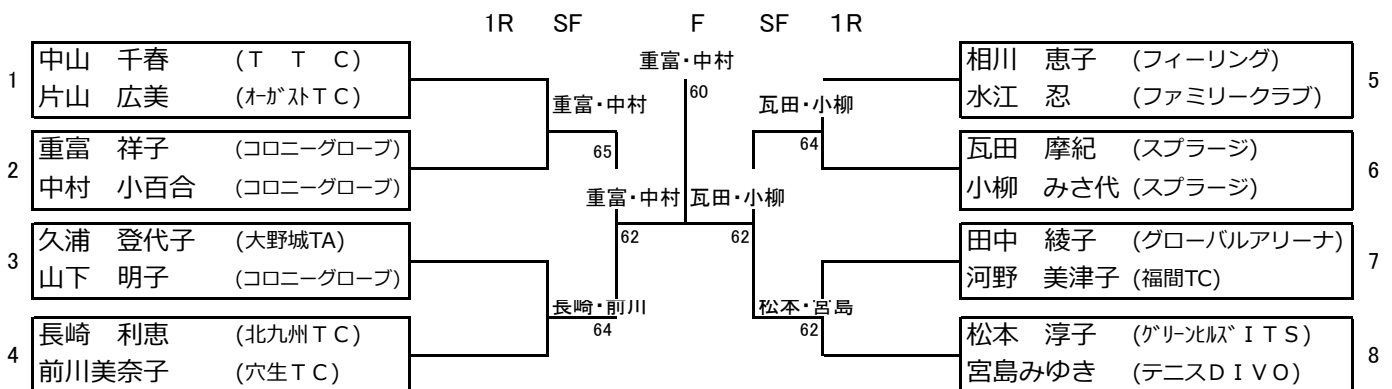 1R SF F SF 1R
1
中山 千春 (T T C)
片山 広美 (ｵｰｶﾞｽﾄTC)
2
重富 祥子 (コロニーグローブ)
中村 小百合 (コロニーグローブ)
3
久浦 登代子 (大野城TA)
山下 明子 (コロニーグローブ)
4
長崎 利恵 (北九州TC)
前川美奈子 (穴生TC)
重富・中村
65
長崎・前川
64
重富・中村
62
重富・中村
60
瓦田・小柳
62
瓦田・小柳
64
松本・宮島
62
相川 恵子 (フィーリング)
水江 忍 (ファミリークラブ)
5
瓦田 摩紀 (スプラージ)
小柳 みさ代 (スプラージ)
6
田中 綾子 (グローバルアリーナ)
河野 美津子 (福間TC)
7
松本 淳子 (ｸﾞﾘｰﾝﾋﾙｽﾞITS)
宮島みゆき (テニスDIVO)
8